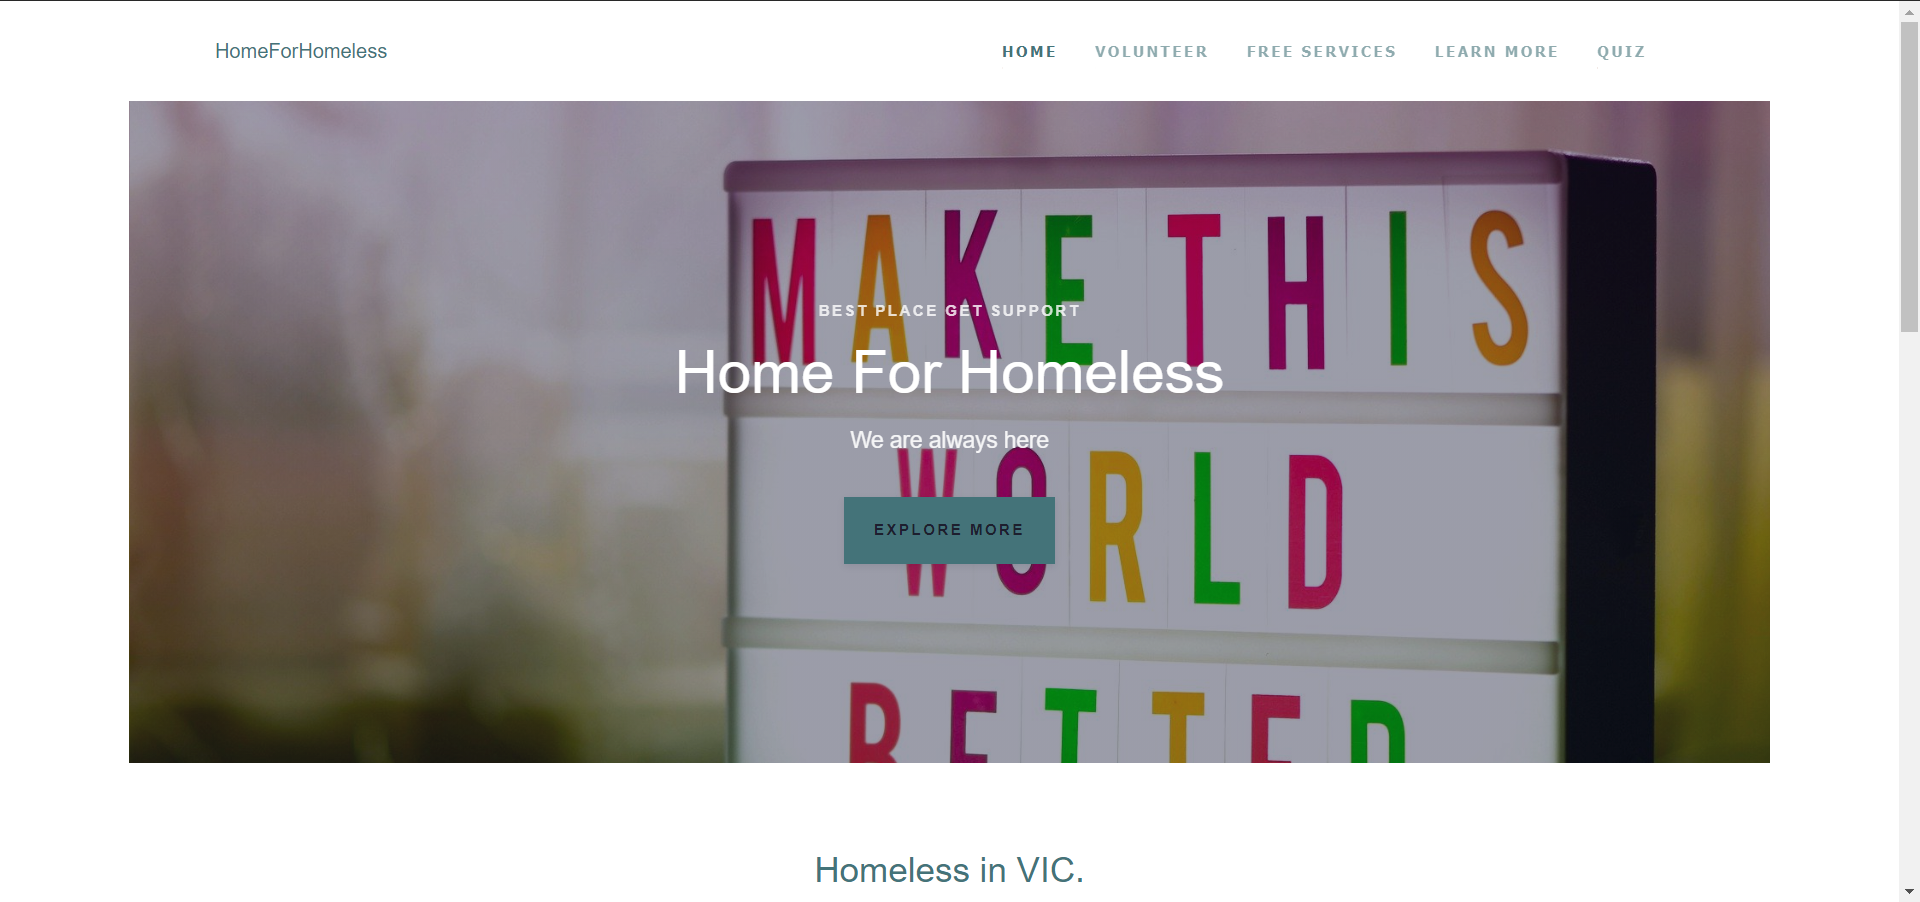 HomeForHomeless
HOME VOLUNTEER FREE SERVICES LEARN MORE QUIZ
MAKE THIS
BEST PLACE GET SUPPORT
Home For Homeless
We are always here
WORLD
EXPLORE MORE
BETTER
Homeless in VIC.